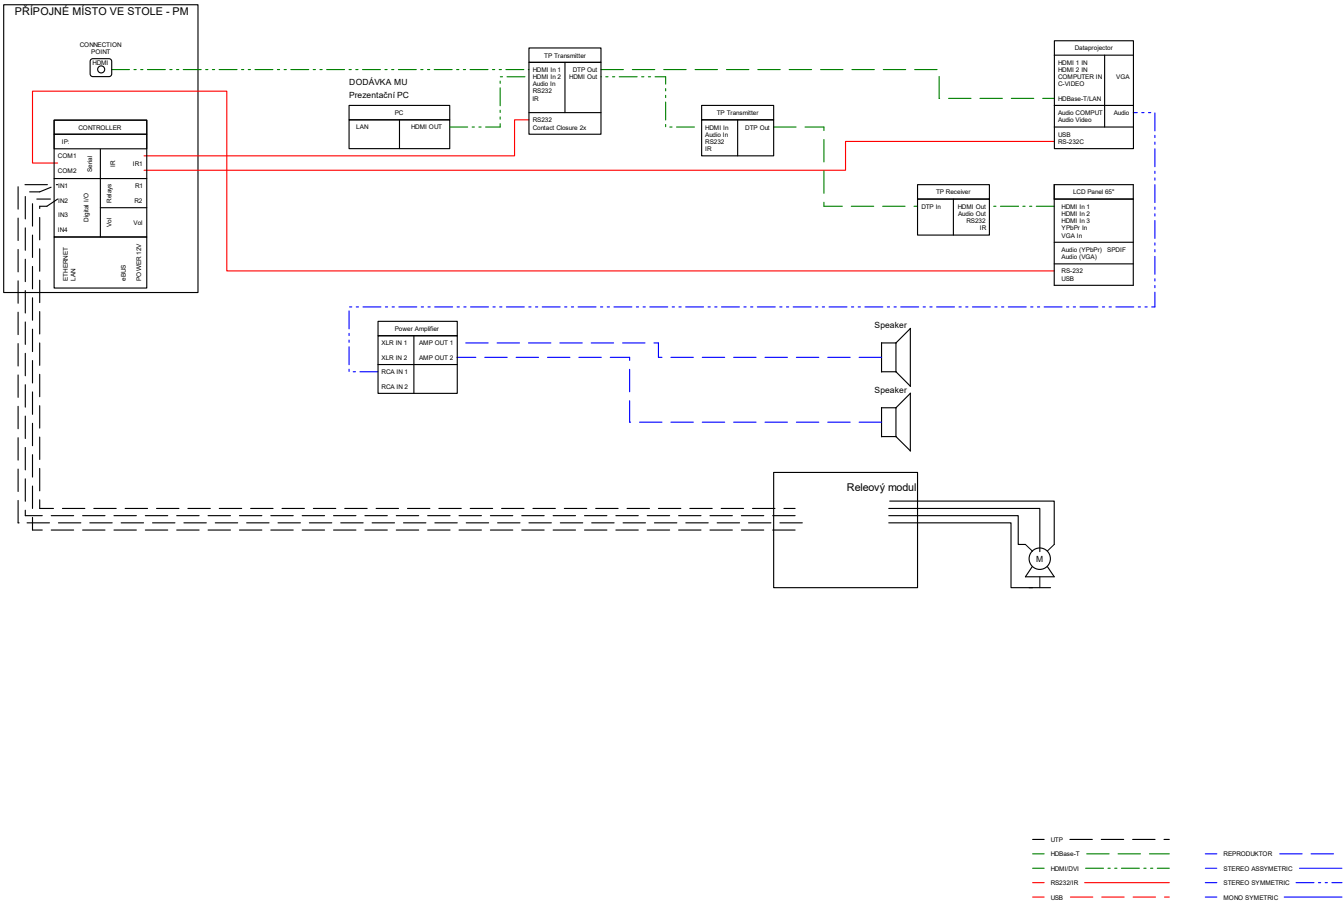 PŘÍPOJNÉ MÍSTO VE STOLE - PM
CONNECTION
POINT
HDMI
CONTROLLER
IP:
COM1
COM2
Serial
IR
IR1
IN1
IN2
IN3
IN4
Digital I/O
Relays
R1
R2
Vol
Vol
ETHERNET
LAN
eBUS
POWER 12V
DODÁVKA MU
Prezentační PC
PC
LAN
HDMI OUT
TP Transmitter
HDMI In 1
HDMI In 2
Audio In
RS232
IR
DTP Out
HDMI Out
RS232
Contact Closure 2x
TP Transmitter
HDMI In
Audio In
RS232
IR
DTP Out
Dataprojector
HDMI 1 IN
HDMI 2 IN
COMPUTER IN
C-VIDEO
VGA
HDBase-T/LAN
Audio COMPUT
Audio Video
Audio
USB
RS-232C
TP Receiver
DTP In
HDMI Out
Audio Out
RS232
IR
LCD Panel 65"
HDMI In 1
HDMI In 2
HDMI In 3
YPbPr In
VGA In
Audio (YPbPr) SPDIF
Audio (VGA)
RS-232
USB
Power Amplifier
XLR IN 1
AMP OUT 1
XLR IN 2
AMP OUT 2
RCA IN 1
RCA IN 2
Speaker
Speaker
Releový modul
M
UTP
HDBase-T
HDMI/DVI
RS232/IR
USB
REPRODUKTOR
STEREO ASSYMETRIC
STEREO SYMMETRIC
MONO SYMETRIC